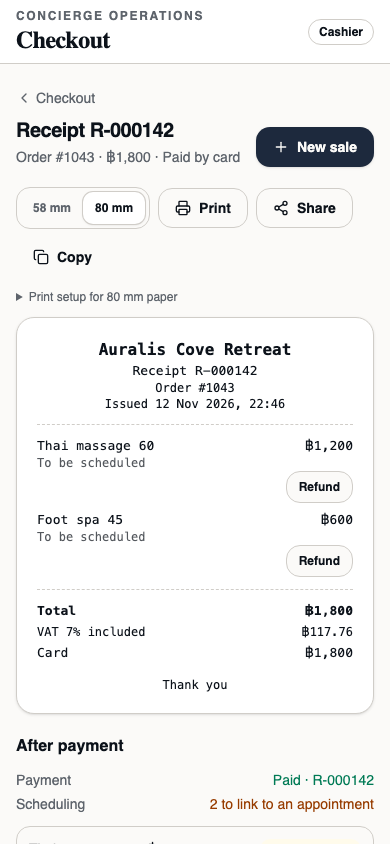 CONCIERGE OPERATIONS
Checkout
Cashier
Checkout
Receipt R-000142
Order #1043 · ฿1,800 · Paid by card
New sale
58 mm
80 mm
Print
Share
Copy
Print setup for 80 mm paper
Auralis Cove Retreat
Receipt R-000142
Order #1043
Issued 12 Nov 2026, 22:46
Thai massage 60 ฿1,200
To be scheduled
Refund
Foot spa 45 ฿600
To be scheduled
Refund
Total ฿1,800
VAT 7% included ฿117.76
Card ฿1,800
Thank you
After payment
Payment Paid · R-000142
Scheduling 2 to link to an appointment